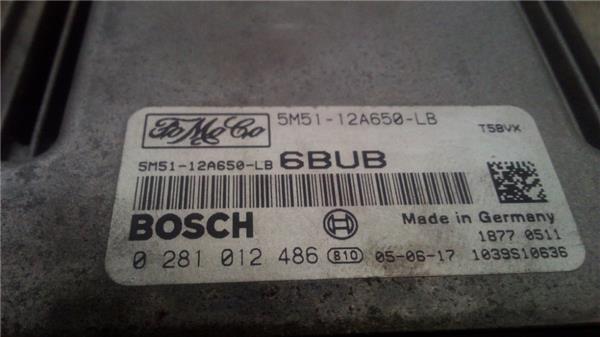 FoMoCo 5M51-12A650-LB T5BVX
5M51-12A650-LB 6BUB
BOSCH Made in Germany
1877 0511
0 281 012 486 B10 05-06-17 1039S10636